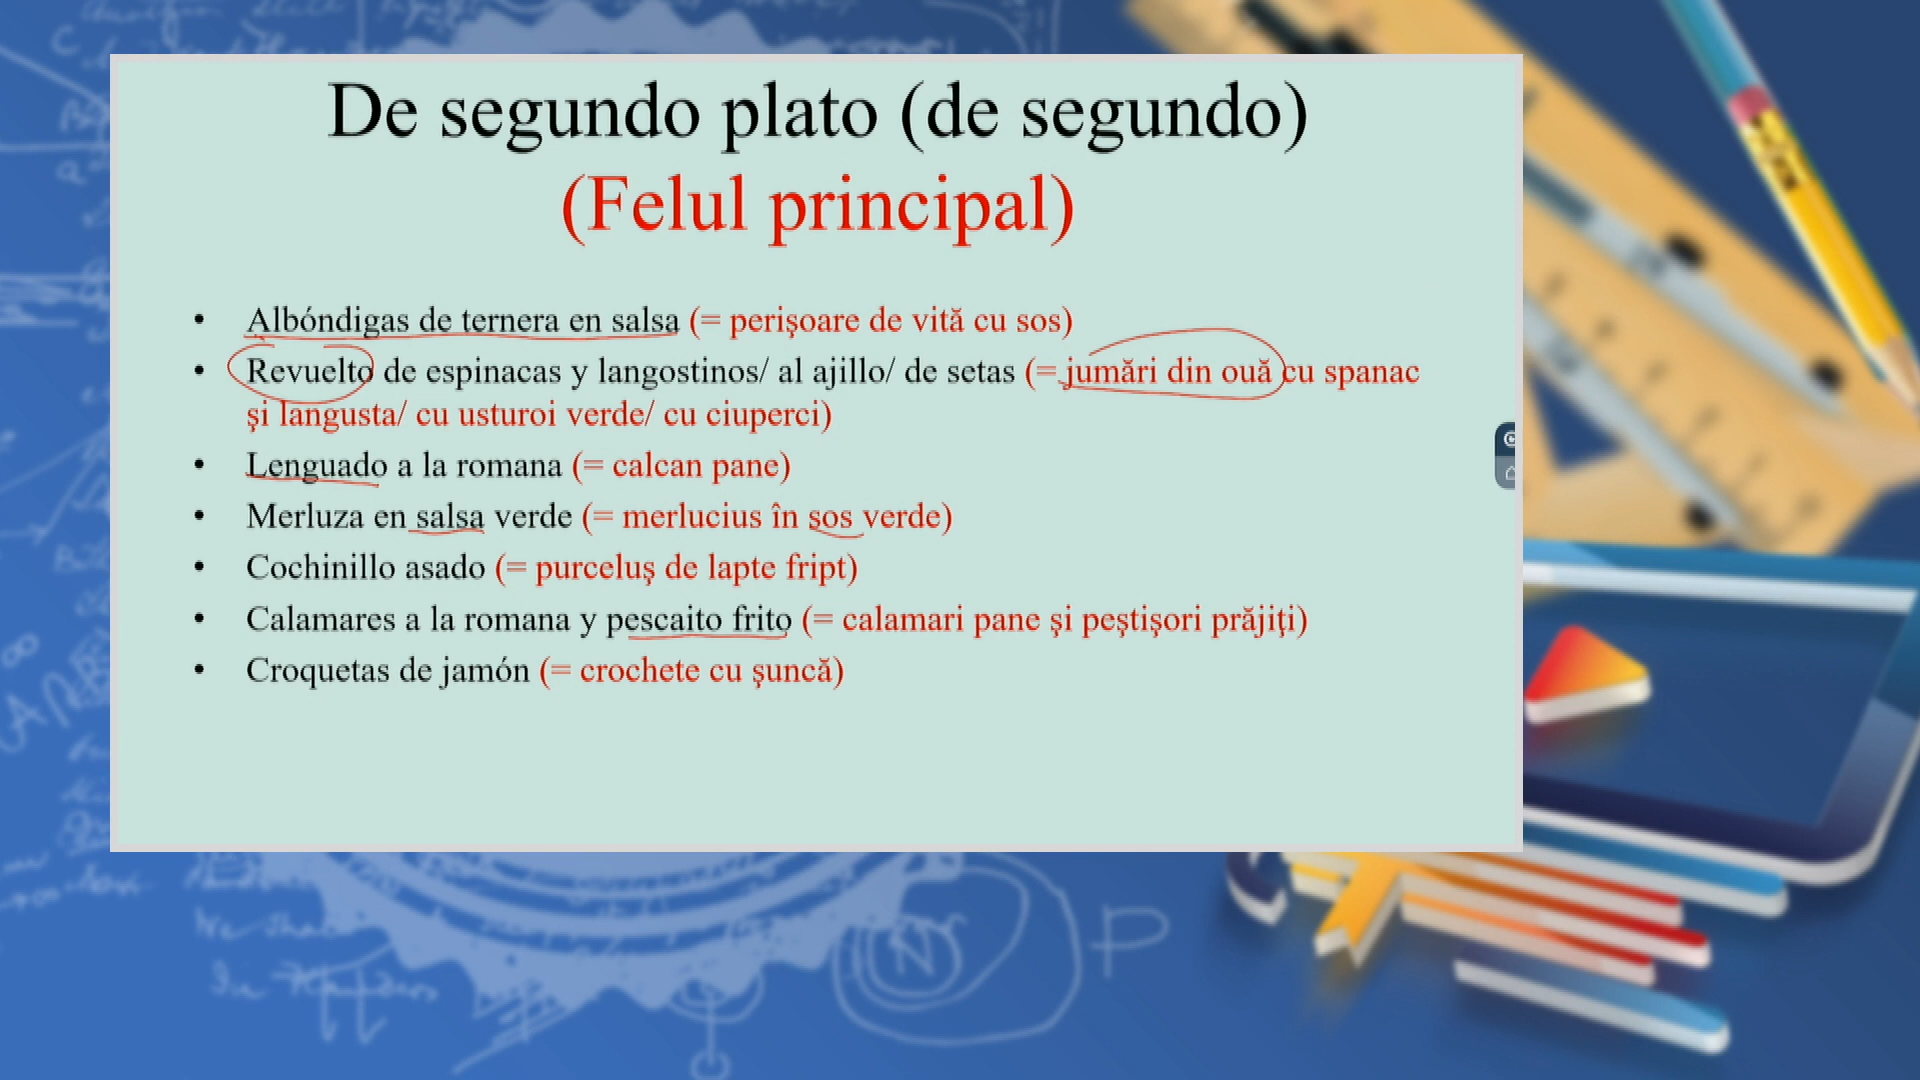 De segundo plato (de segundo)
(Felul principal)
• Albóndigas de ternera en salsa (= perişoare de vită cu sos)
• Revuelto de espinacas y langostinos/ al ajillo/ de setas (= jumări din ouă cu spanac
şi langusta/ cu usturoi verde/ cu ciuperci)
• Lenguado a la romana (= calcan pane)
• Merluza en salsa verde (= merlucius în sos verde)
• Cochinillo asado (= purceluş de lapte fript)
• Calamares a la romana y pescaito frito (= calamari pane şi peştişori prăjiţi)
• Croquetas de jamón (= crochete cu şuncă)
P